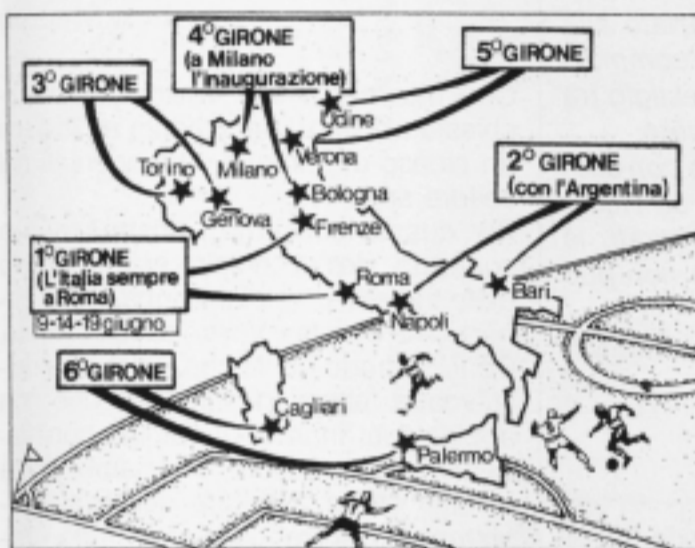 4° GIRONE
(a Milano
l'Inaugurazione)
5° GIRONE
3° GIRONE
Udine
Verona
2° GIRONE
(con l'Argentina)
Torino
Milano
Bologna
Genova
Firenze
1° GIRONE
(L'Italia sempre
a Roma)
9-14-19 giugno
Roma
Bari
Napoli
6° GIRONE
Cagliari
Palermo